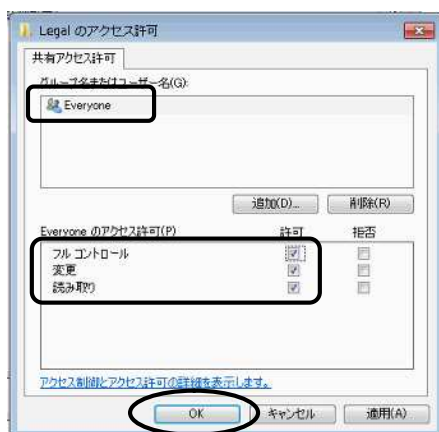 Legal のアクセス許可
共有アクセス許可
グループ名またはユーザー名(G):
Everyone
追加(D)... 削除(R)
Everyone のアクセス許可(P) 許可 拒否
フル コントロール
変更
読み取り
アクセス制御とアクセス許可の詳細を表示します。
OK キャンセル 適用(A)